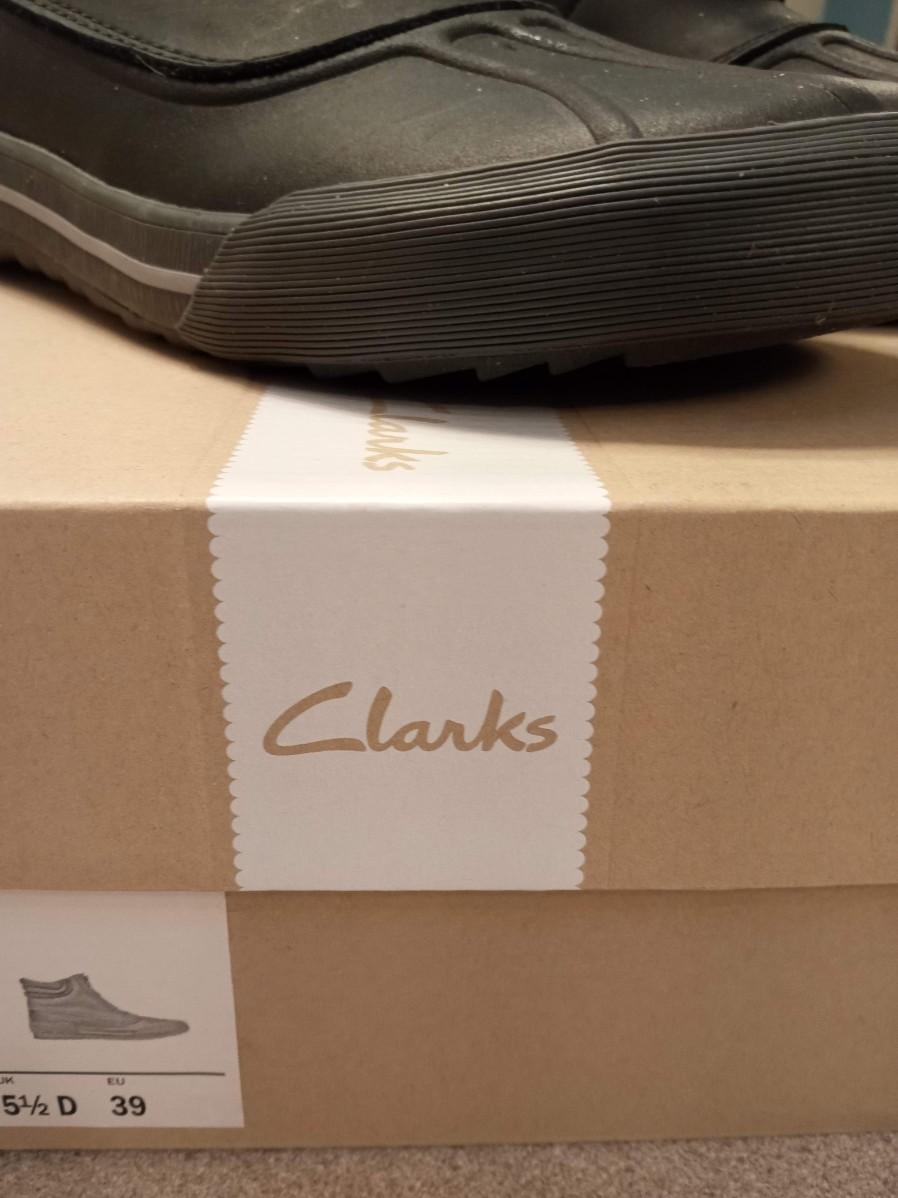 Clarks
Clarks
UK EU
5½ D 39